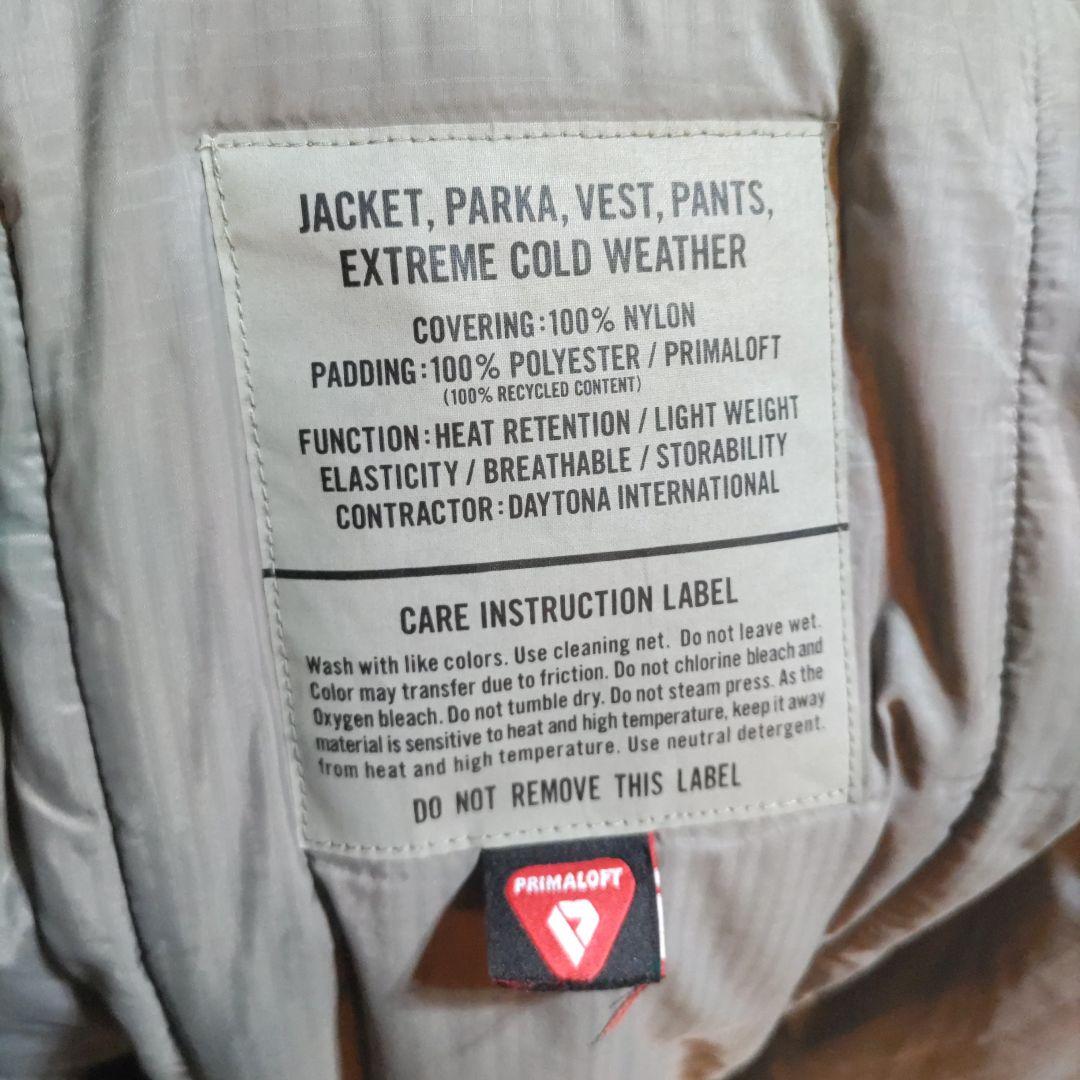 JACKET, PARKA, VEST, PANTS,
EXTREME COLD WEATHER
COVERING:100% NYLON
PADDING:100% POLYESTER / PRIMALOFT
(100% RECYCLED CONTENT)
FUNCTION:HEAT RETENTION / LIGHT WEIGHT
ELASTICITY / BREATHABLE / STORABILITY
CONTRACTOR:DAYTONA INTERNATIONAL
CARE INSTRUCTION LABEL
Wash with like colors. Use cleaning net. Do not leave wet.
Color may transfer due to friction. Do not chlorine bleach and
Oxygen bleach. Do not tumble dry. Do not steam press. As the
material is sensitive to heat and high temperature, keep it away
from heat and high temperature. Use neutral detergent.
DO NOT REMOVE THIS LABEL
PRIMALOFT